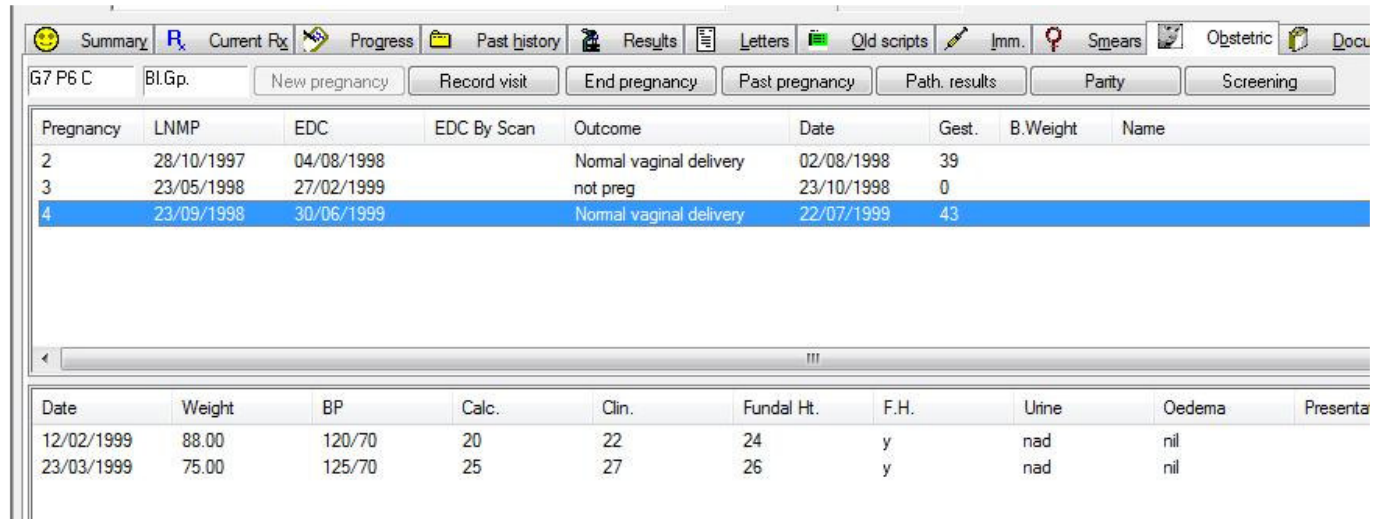 Summary Rx Current Rx Progress Past history Results Letters Old scripts Imm. Smears Obstetric Docu
G7 P6 C Bl.Gp. New pregnancy Record visit End pregnancy Past pregnancy Path. results Parity Screening
Pregnancy LNMP EDC EDC By Scan Outcome Date Gest. B.Weight Name
2 28/10/1997 04/08/1998 Normal vaginal delivery 02/08/1998 39
3 23/05/1998 27/02/1999 not preg 23/10/1998 0
4 23/09/1998 30/06/1999 Normal vaginal delivery 22/07/1999 43
Date Weight BP Calc. Clin. Fundal Ht. F.H. Urine Oedema Presenta
12/02/1999 88.00 120/70 20 22 24 y nad nil
23/03/1999 75.00 125/70 25 27 26 y nad nil